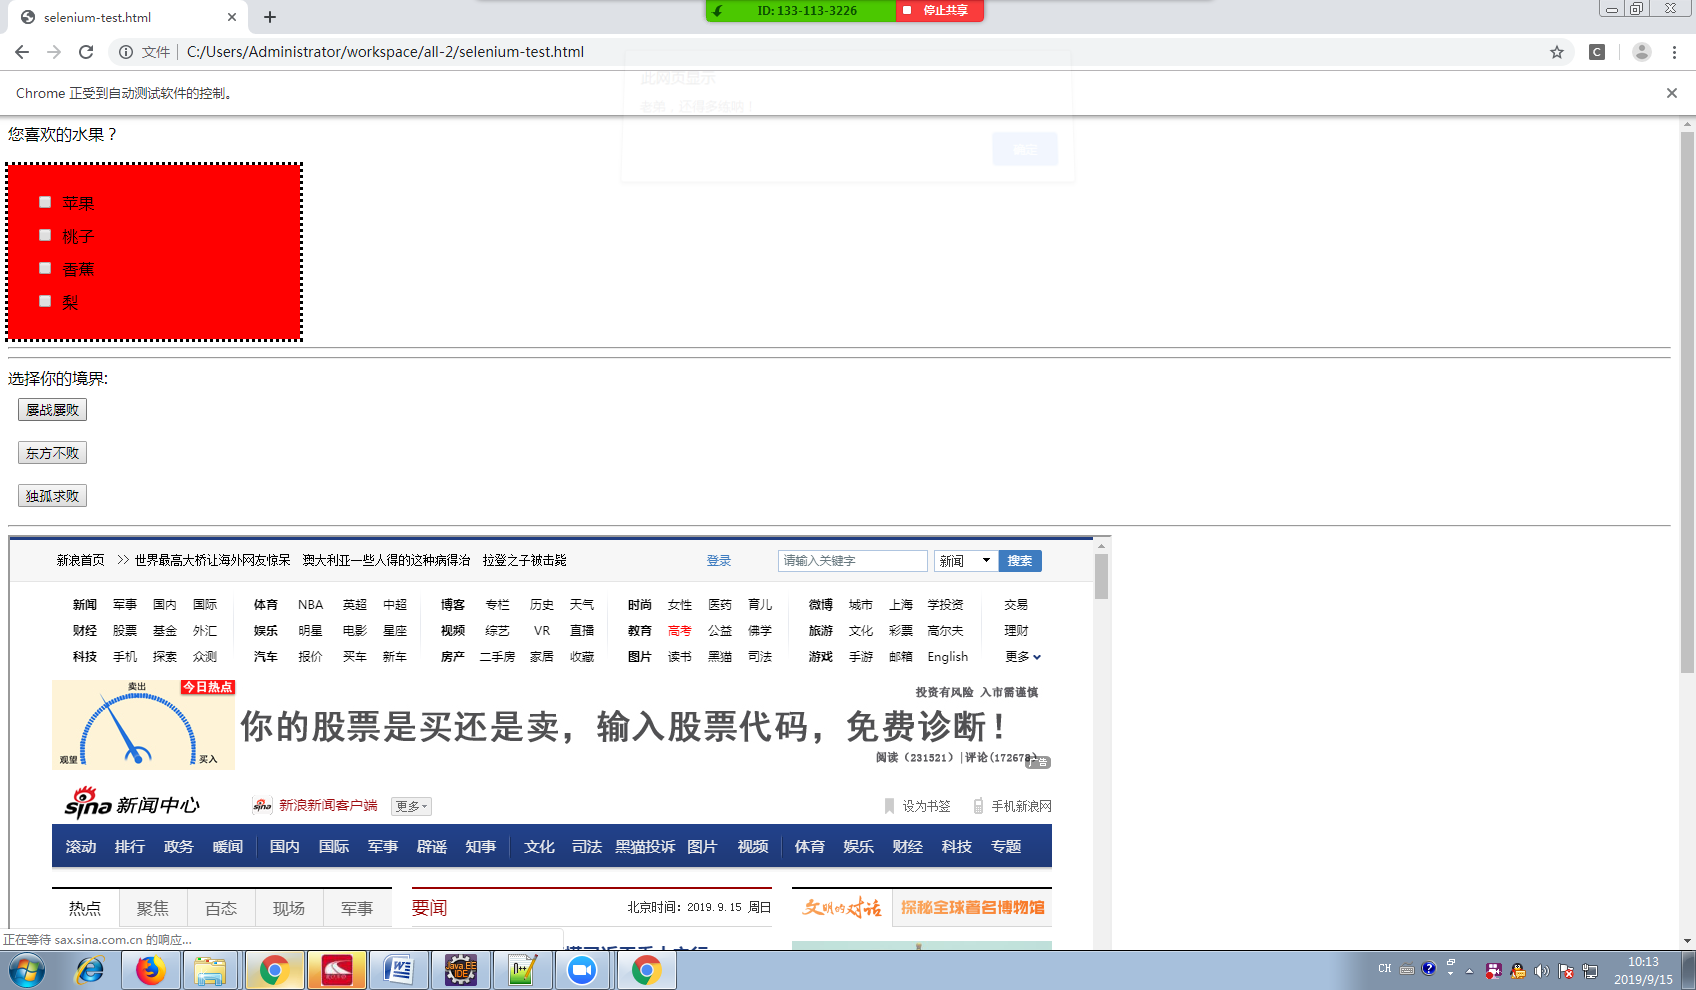 selenium-test.html
ID: 133-113-3226 停止共享
文件 C:/Users/Administrator/workspace/all-2/selenium-test.html
此网页显示
Chrome 正受到自动测试软件的控制。
确定
您喜欢的水果？
苹果
桃子
香蕉
梨
选择你的境界:
屡战屡败
东方不败
独孤求败
新浪首页 >> 世界最高大桥让海外网友惊呆 澳大利亚一些人得的这种病得治 拉登之子被击毙 登录 请输入关键字 新闻 搜索
新闻 军事 国内 国际 体育 NBA 英超 中超 博客 专栏 历史 天气 时尚 女性 医药 育儿 微博 城市 上海 学投资 交易
财经 股票 基金 外汇 娱乐 明星 电影 星座 视频 综艺 VR 直播 教育 高考 公益 佛学 旅游 文化 彩票 高尔夫 理财
科技 手机 探索 众测 汽车 报价 买车 新车 房产 二手房 家居 收藏 图片 读书 黑猫 司法 游戏 手游 邮箱 English 更多
卖出 今日热点
观望 买入
投资有风险 入市需谨慎
你的股票是买还是卖，输入股票代码，免费诊断！
阅读（231521）|评论(172678)
广告
sina 新闻中心 sina 新浪新闻客户端 更多 设为书签 手机新浪网
滚动 排行 政务 暖闻 国内 国际 军事 辟谣 知事 文化 司法 黑猫投诉 图片 视频 体育 娱乐 财经 科技 专题
热点 聚焦 百态 现场 军事 要闻 北京时间：2019.9.15 周日 文明的对话 探秘全球著名博物馆
正在等待 sax.sina.com.cn 的响应...
Java EE
IDE
CH
10:13
2019/9/15